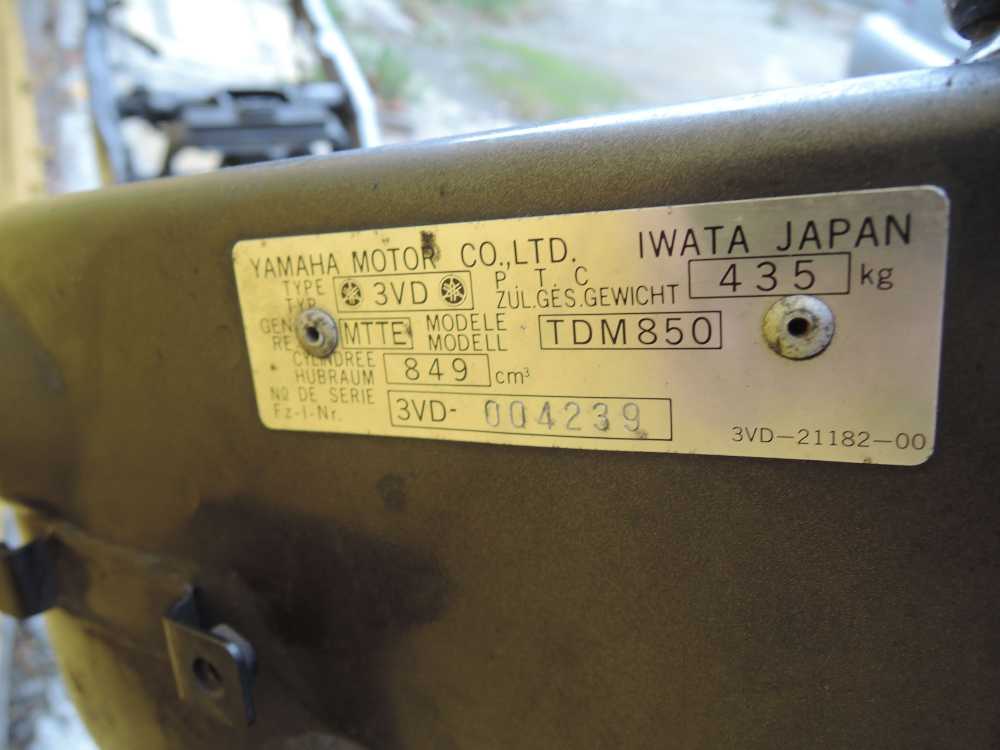 YAMAHA MOTOR CO.,LTD. IWATA JAPAN
TYPE 3VD P T C 435 kg
TYP ZUL.GES.GEWICHT
MTTE MODELE TDM850
MODELL
CYLINDREE 849 cm³
HUBRAUM
No DE SERIE 3VD- 004239
Fz-I-Nr.
3VD-21182-00